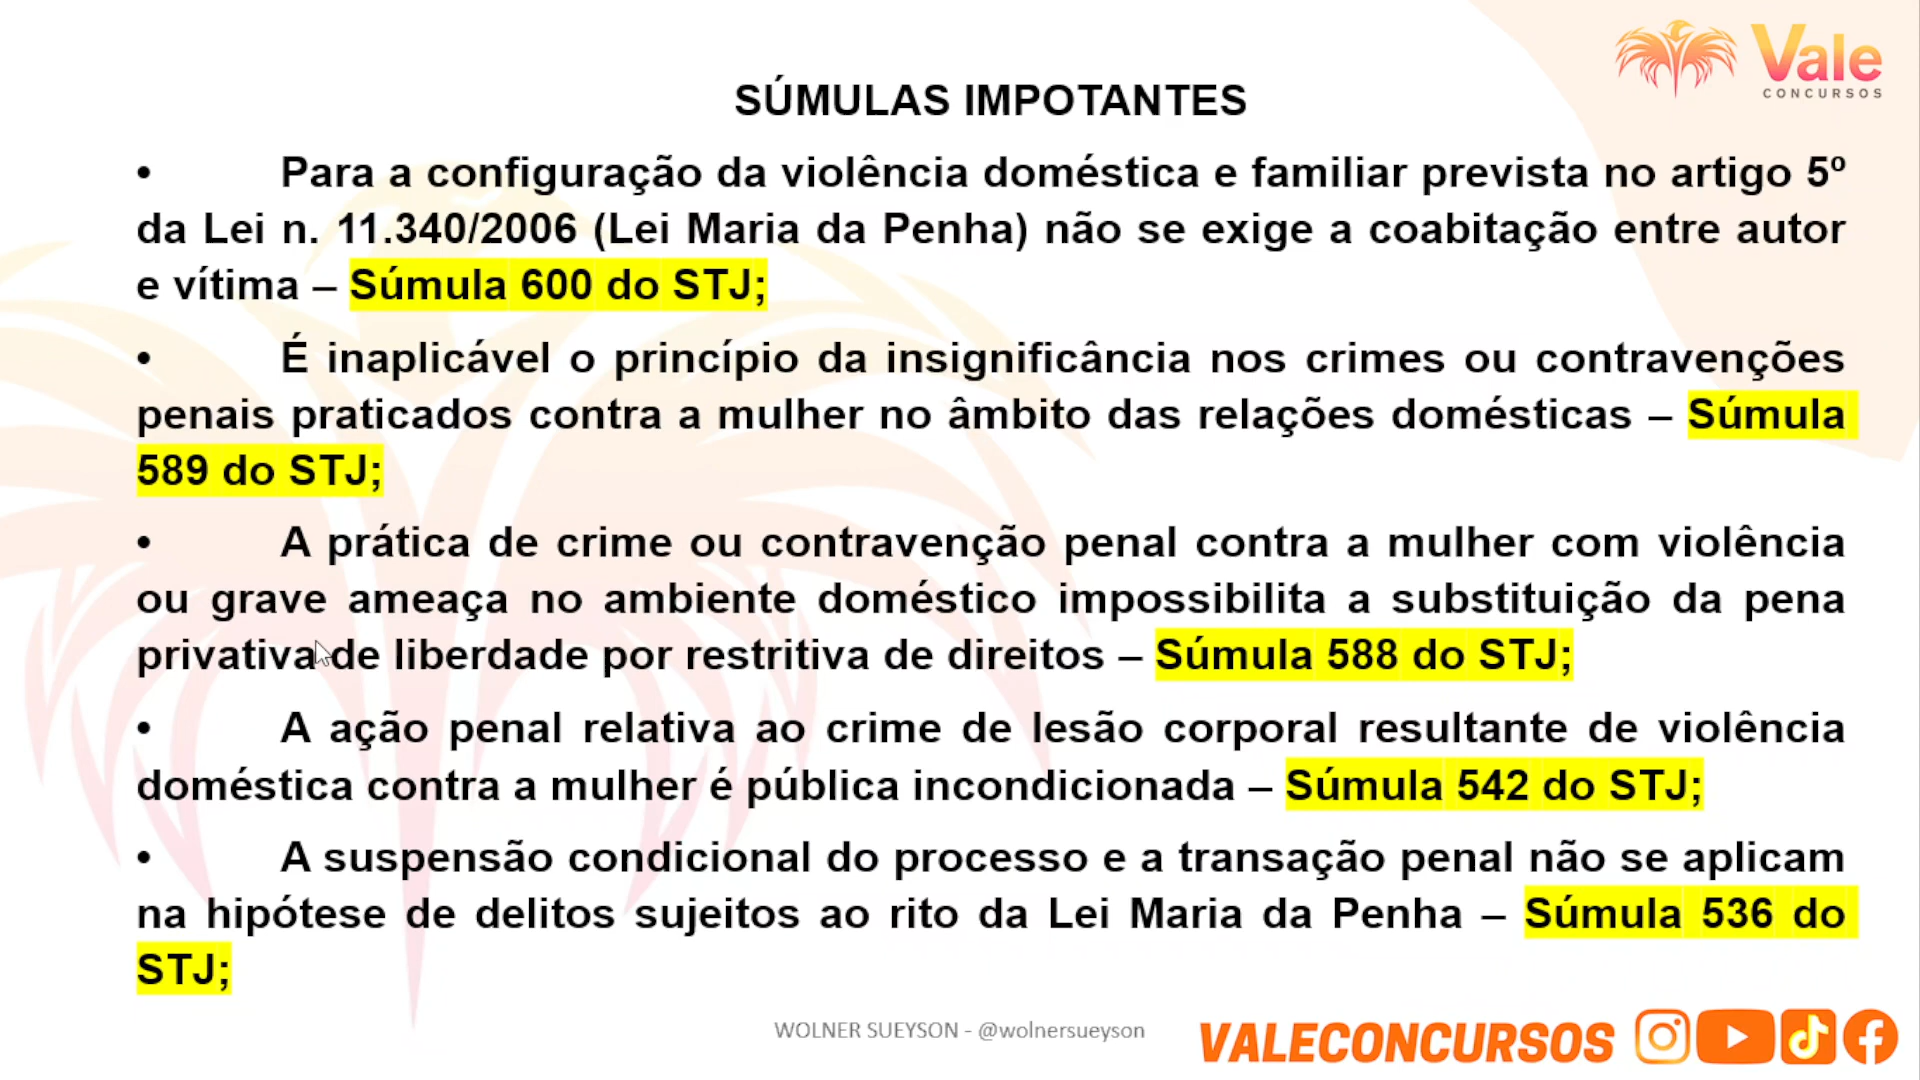 Vale
CONCURSOS
SÚMULAS IMPOTANTES
• Para a configuração da violência doméstica e familiar prevista no artigo 5º
da Lei n. 11.340/2006 (Lei Maria da Penha) não se exige a coabitação entre autor
e vítima – Súmula 600 do STJ;
• É inaplicável o princípio da insignificância nos crimes ou contravenções
penais praticados contra a mulher no âmbito das relações domésticas – Súmula
589 do STJ;
• A prática de crime ou contravenção penal contra a mulher com violência
ou grave ameaça no ambiente doméstico impossibilita a substituição da pena
privativa de liberdade por restritiva de direitos – Súmula 588 do STJ;
• A ação penal relativa ao crime de lesão corporal resultante de violência
doméstica contra a mulher é pública incondicionada – Súmula 542 do STJ;
• A suspensão condicional do processo e a transação penal não se aplicam
na hipótese de delitos sujeitos ao rito da Lei Maria da Penha – Súmula 536 do
STJ;
WOLNER SUEYSON - @wolnersueyson
VALECONCURSOS